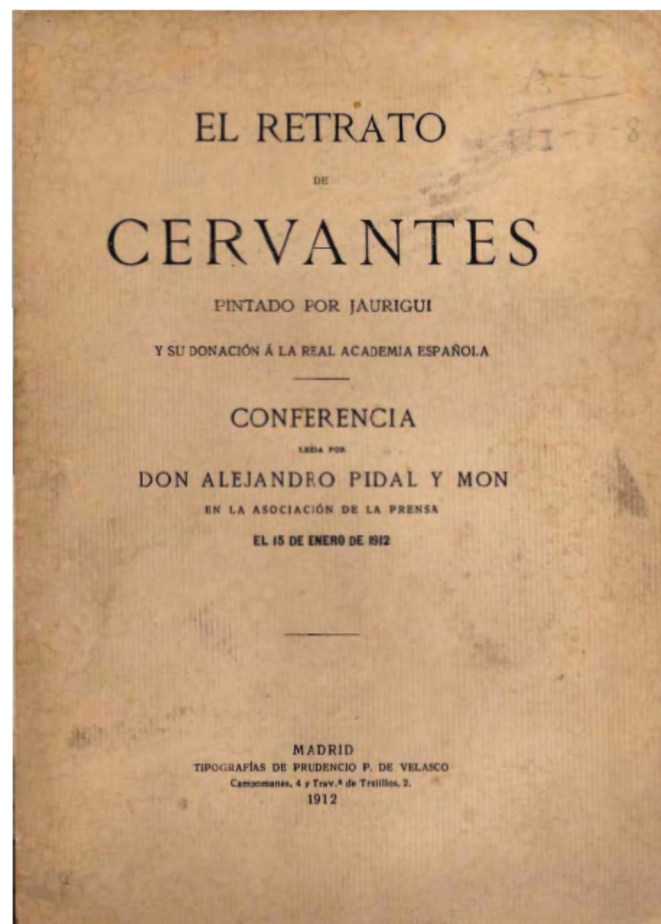 EL RETRATO
DE
CERVANTES
PINTADO POR JAURIGUI
Y SU DONACIÓN Á LA REAL ACADEMIA ESPAÑOLA
CONFERENCIA
LEÍDA POR
DON ALEJANDRO PIDAL Y MON
EN LA ASOCIACIÓN DE LA PRENSA
EL 15 DE ENERO DE 1912
MADRID
TIPOGRAFÍAS DE PRUDENCIO P. DE VELASCO
Campomanes, 4 y Trav.ª de Trujillos, 2.
1912